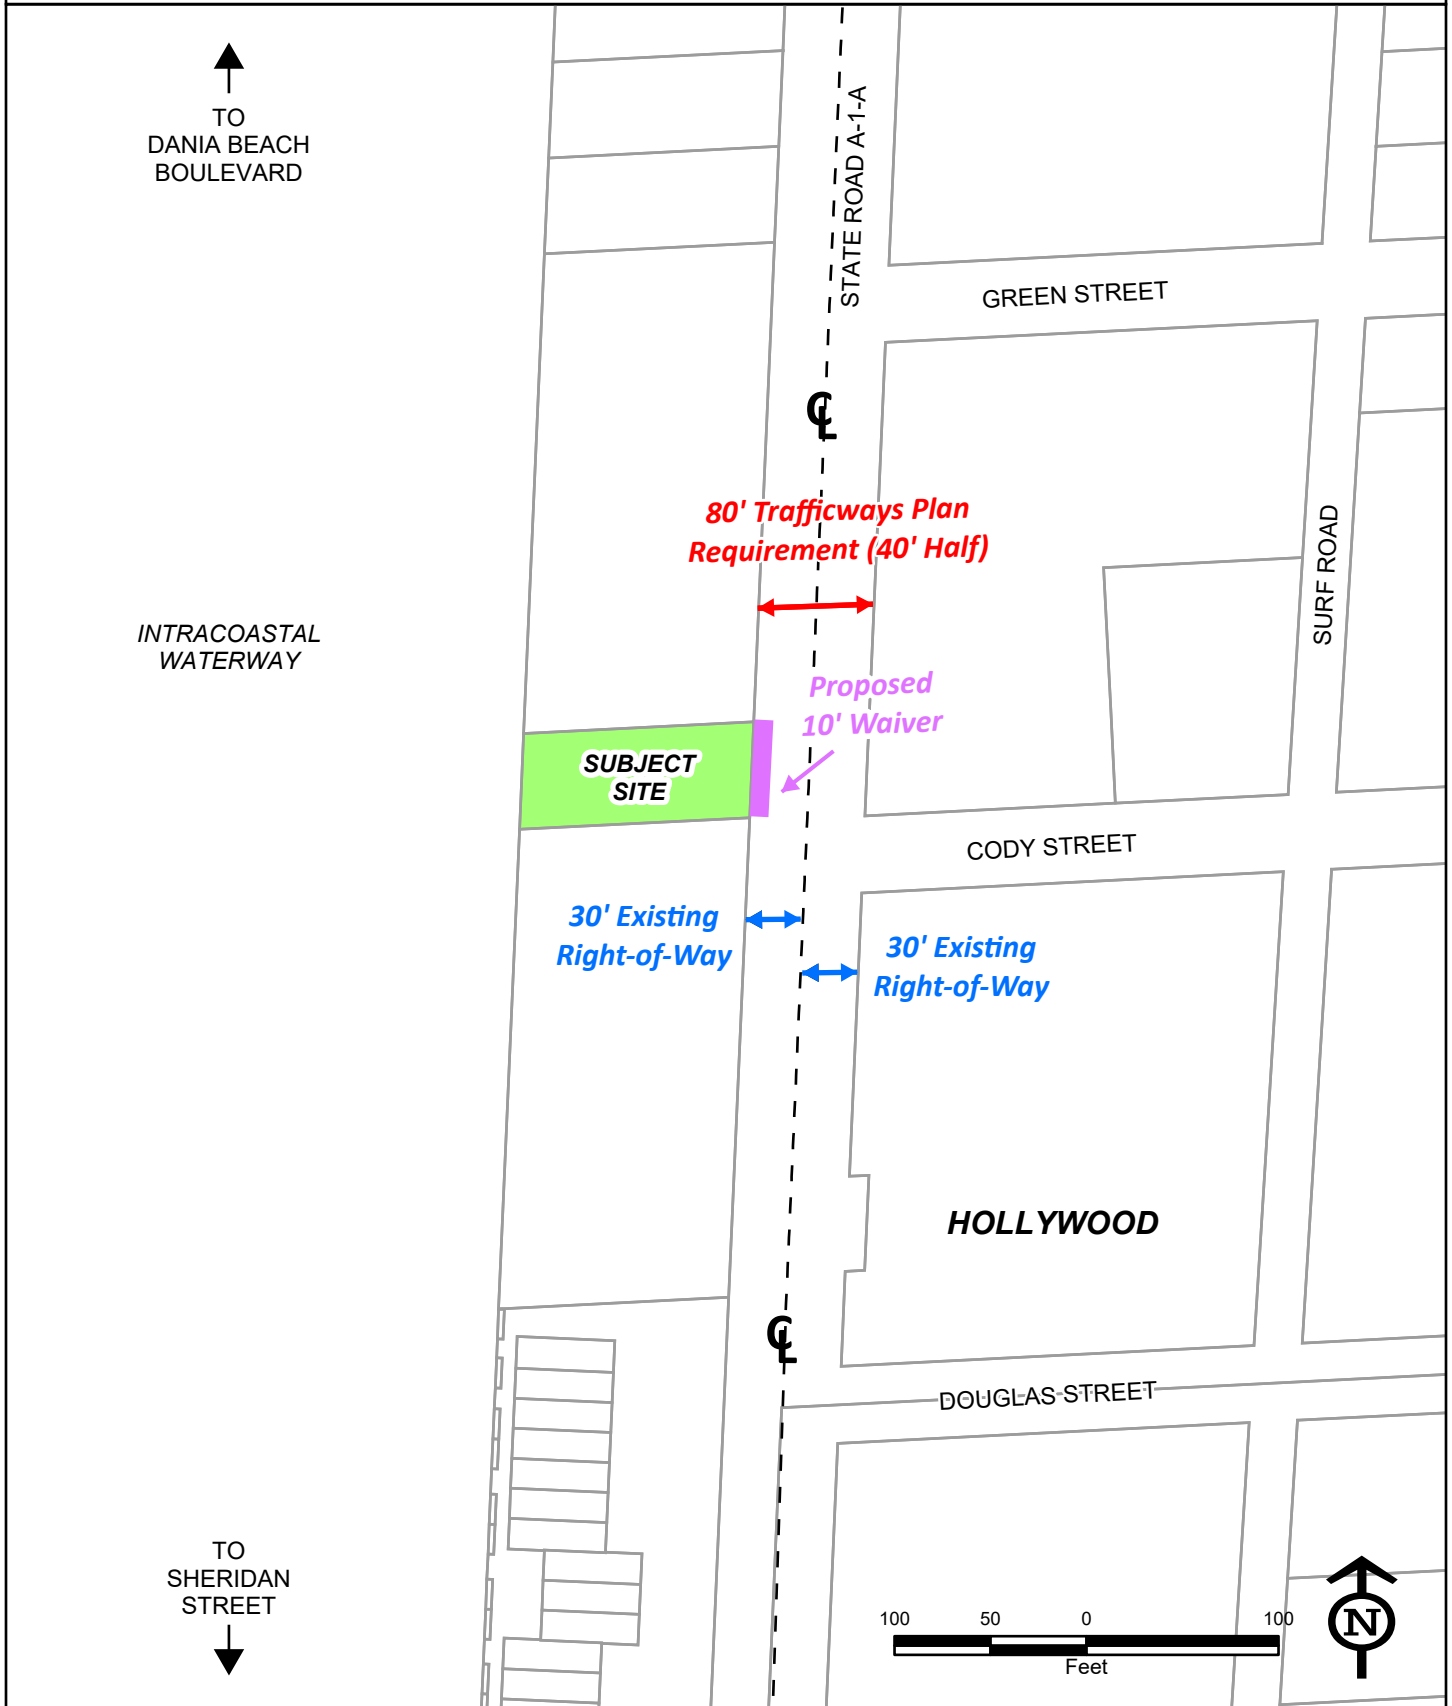 TO
DANIA BEACH
BOULEVARD
STATE ROAD A-1-A
GREEN STREET
CL
80' Trafficways Plan
Requirement (40' Half)
SURF ROAD
INTRACOASTAL
WATERWAY
Proposed
10' Waiver
SUBJECT
SITE
CODY STREET
30' Existing
Right-of-Way
30' Existing
Right-of-Way
HOLLYWOOD
CL
DOUGLAS STREET
TO
SHERIDAN
STREET
100 50 0 100
Feet
N